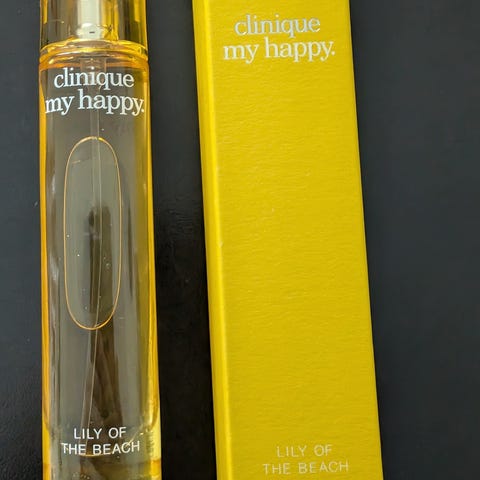 clinique
my happy.
LILY OF
THE BEACH
clinique
my happy.
LILY OF
THE BEACH